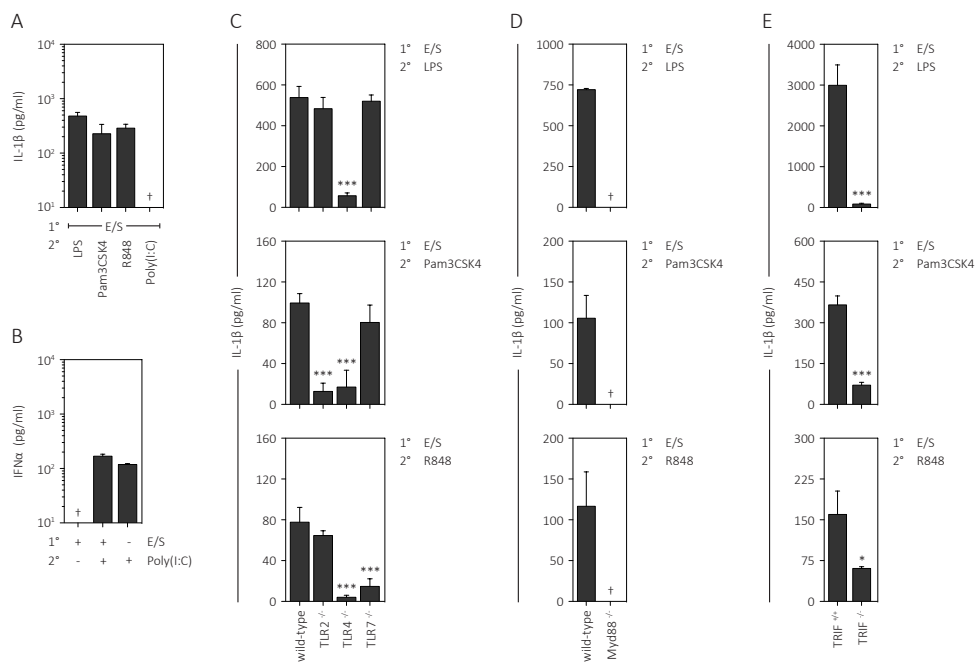 A
IL-1β (pg/ml)
10⁴
10³
10²
10¹
†
1° E/S
2° LPS Pam3CSK4 R848 Poly(I:C)
B
IFNα (pg/ml)
10⁴
10³
10²
10¹
†
1° + + - E/S
2° - + + Poly(I:C)
C
IL-1β (pg/ml)
800
600
400
200
0
***
1° E/S
2° LPS
160
120
80
40
0
*** ***
1° E/S
2° Pam3CSK4
160
120
80
40
0
*** ***
1° E/S
2° R848
wild-type TLR2 -/- TLR4 -/- TLR7 -/-
D
IL-1β (pg/ml)
1000
750
500
250
0
†
1° E/S
2° LPS
200
150
100
50
0
†
1° E/S
2° Pam3CSK4
200
150
100
50
0
†
1° E/S
2° R848
wild-type Myd88 -/-
E
IL-1β (pg/ml)
4000
3000
2000
1000
0
***
1° E/S
2° LPS
600
450
300
150
0
***
1° E/S
2° Pam3CSK4
300
225
150
75
0
*
1° E/S
2° R848
TRIF +/+ TRIF -/-